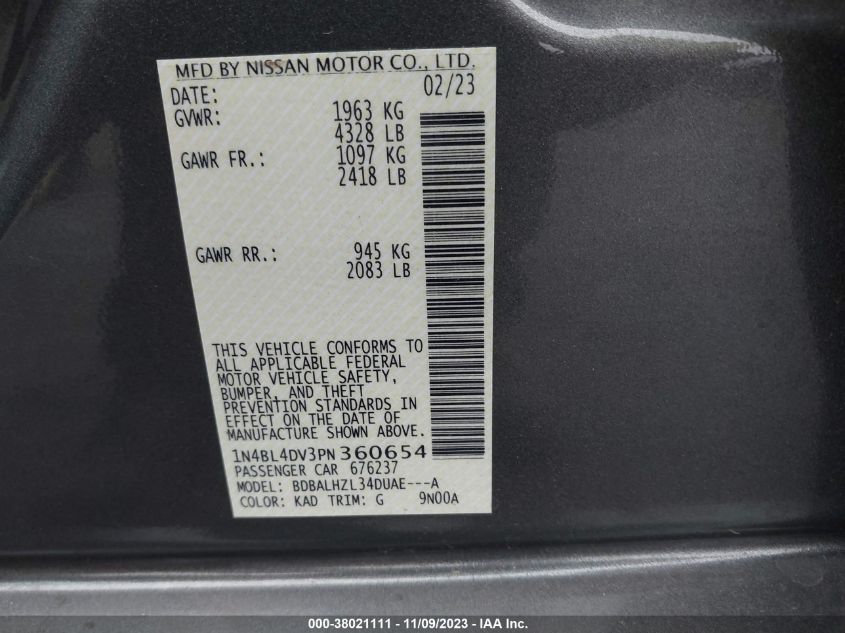 MFD BY NISSAN MOTOR CO., LTD.
DATE: 02/23
GVWR: 1963 KG
4328 LB
GAWR FR.: 1097 KG
2418 LB
GAWR RR.: 945 KG
2083 LB
THIS VEHICLE CONFORMS TO
ALL APPLICABLE FEDERAL
MOTOR VEHICLE SAFETY,
BUMPER, AND THEFT
PREVENTION STANDARDS IN
EFFECT ON THE DATE OF
MANUFACTURE SHOWN ABOVE.
1N4BL4DV3PN360654
PASSENGER CAR 676237
MODEL: BDBALHZL34DUAE---A
COLOR: KAD TRIM: G 9N00A
000-38021111 - 11/09/2023 - IAA Inc.